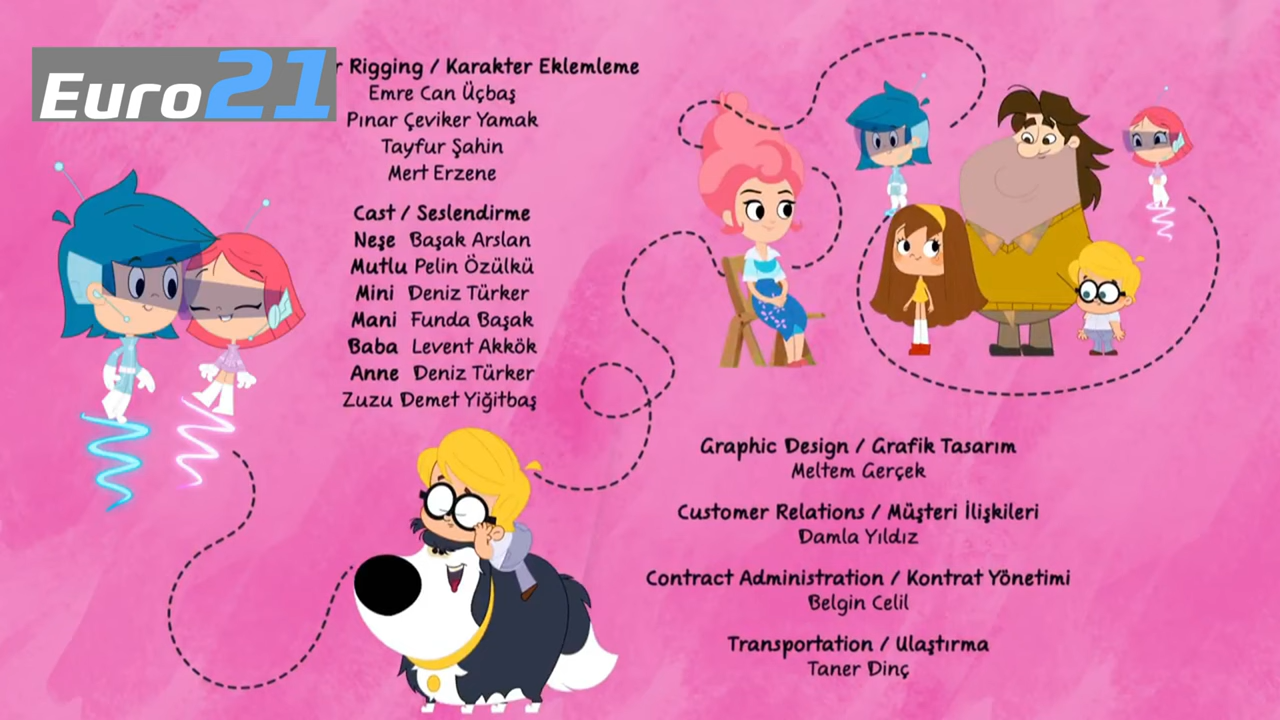 Euro21
Rigging / Karakter Eklemleme
Emre Can Üçbaş
Pınar Çeviker Yamak
Tayfur Şahin
Mert Erzene
Cast / Seslendirme
Neşe Başak Arslan
Mutlu Pelin Özülkü
Mini Deniz Türker
Mani Funda Başak
Baba Levent Akkök
Anne Deniz Türker
Zuzu Demet Yiğitbaş
Graphic Design / Grafik Tasarım
Meltem Gerçek
Customer Relations / Müşteri İlişkileri
Damla Yıldız
Contract Administration / Kontrat Yönetimi
Belgin Celil
Transportation / Ulaştırma
Taner Dinç